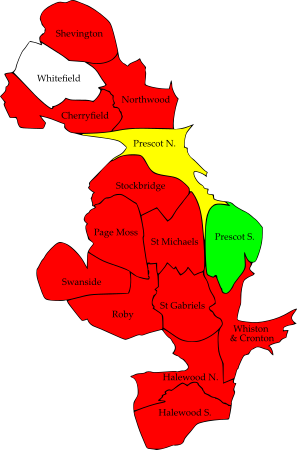 Shevington
Whitefield
Northwood
Cherryfield
Prescot N.
Stockbridge
Page Moss
St Michaels
Prescot S.
Swanside
St Gabriels
Roby
Whiston
& Cronton
Halewood N.
Halewood S.